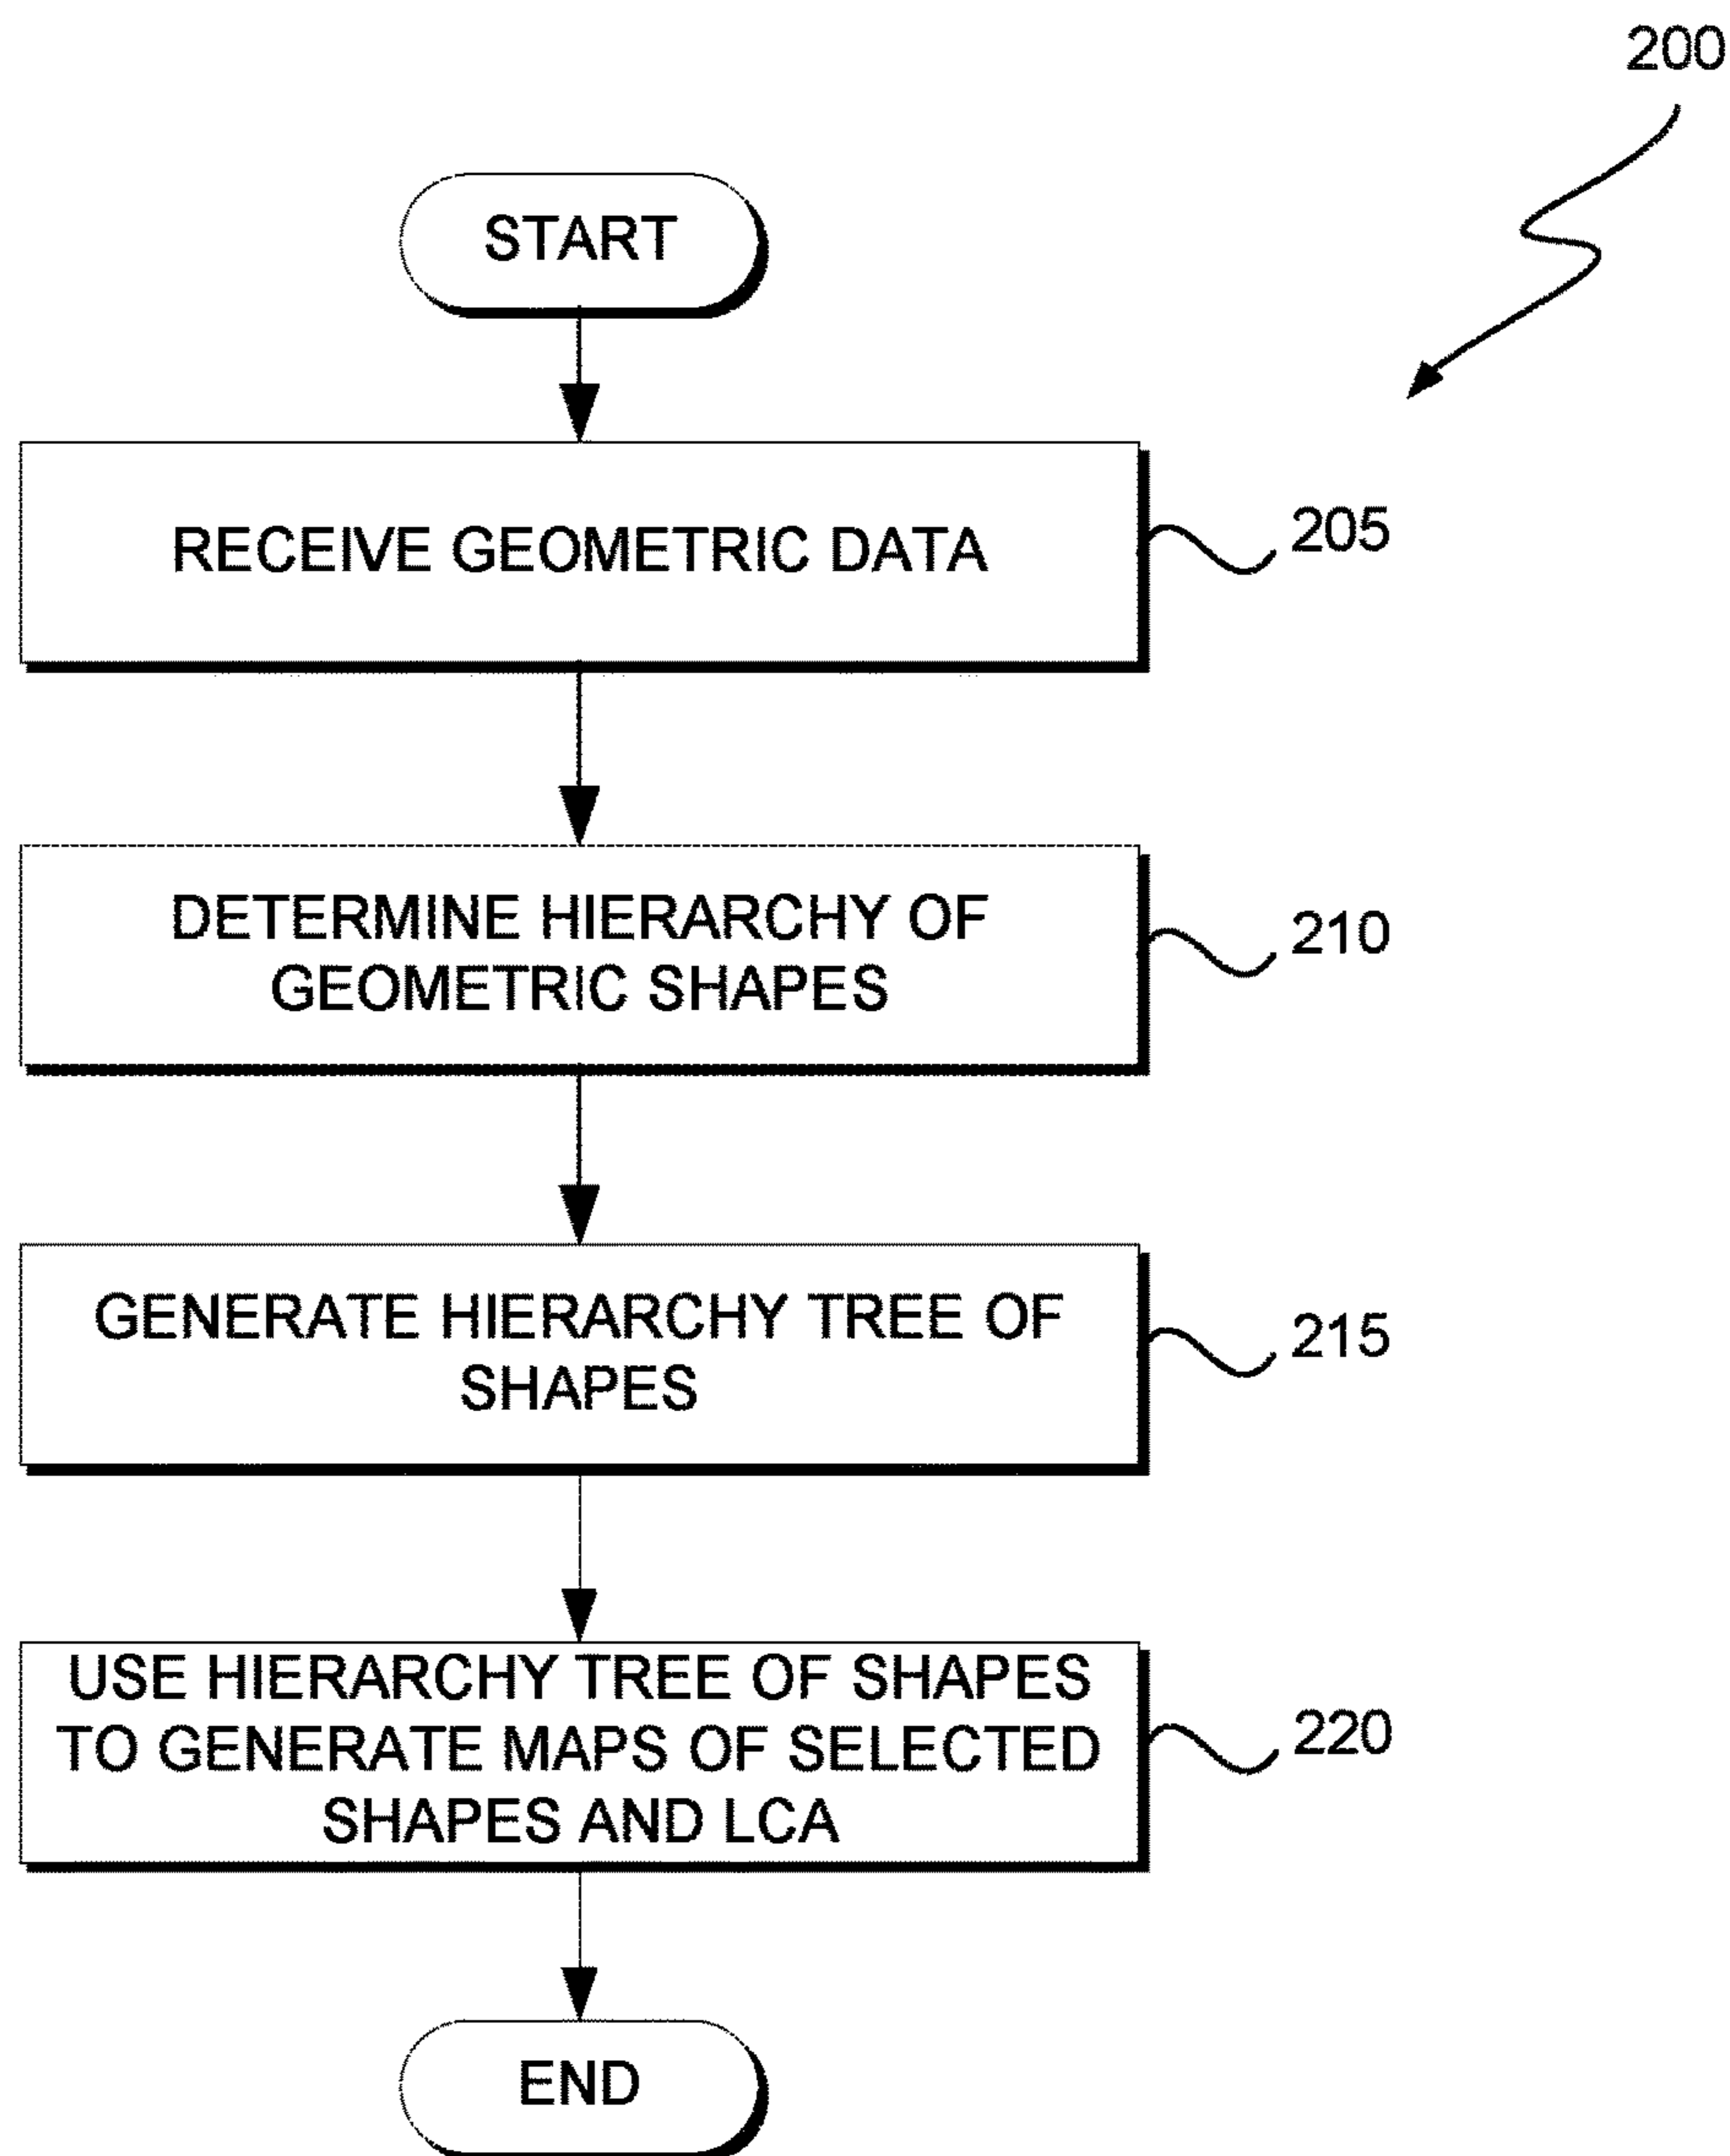 200
START
RECEIVE GEOMETRIC DATA
205
DETERMINE HIERARCHY OF
GEOMETRIC SHAPES
210
GENERATE HIERARCHY TREE OF
SHAPES
215
USE HIERARCHY TREE OF SHAPES
TO GENERATE MAPS OF SELECTED
SHAPES AND LCA
220
END